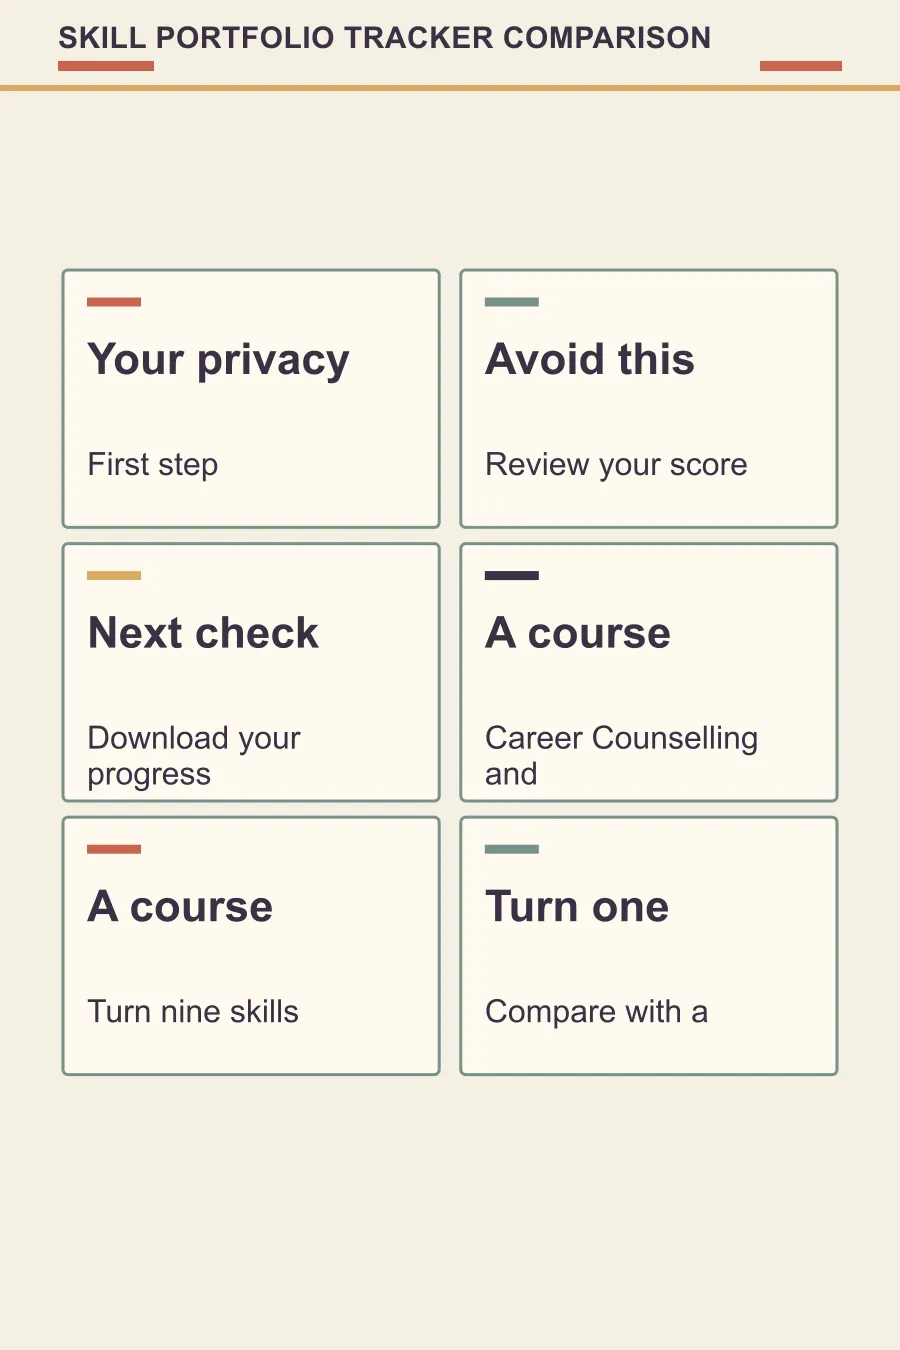 SKILL PORTFOLIO TRACKER COMPARISON
Your privacy
First step
Avoid this
Review your score
Next check
Download your
progress
A course
Career Counselling
and
A course
Turn nine skills
Turn one
Compare with a